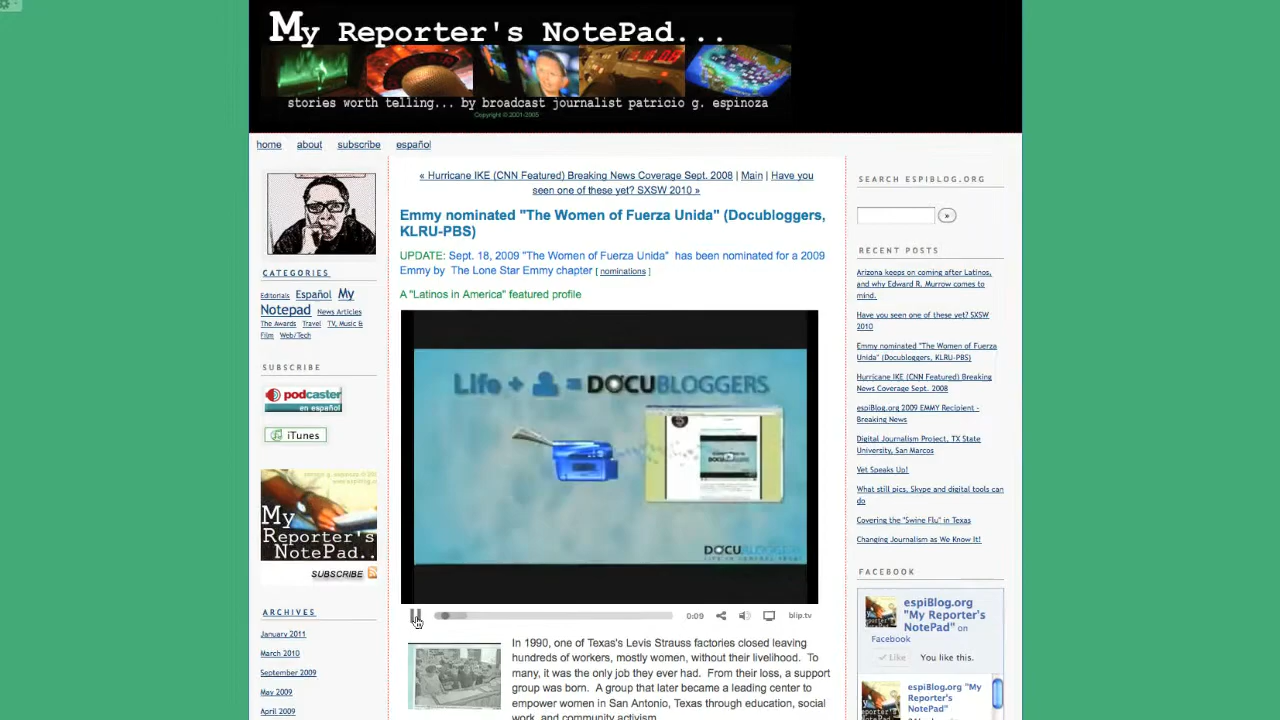 My Reporter's NotePad...
stories worth telling... by broadcast journalist patricio g. espinoza
Copyright © 2001-2005
home about subscribe español
CATEGORIES
Editorials Español My
Notepad News Articles
The Awards Travel TV, Music &
Film Web/Tech
SUBSCRIBE
podcaster
en español
iTunes
My
Reporter's
NotePad..
SUBSCRIBE
ARCHIVES
January 2011
March 2010
September 2009
May 2009
April 2009
« Hurricane IKE (CNN Featured) Breaking News Coverage Sept. 2008 | Main | Have you
seen one of these yet? SXSW 2010 »
Emmy nominated "The Women of Fuerza Unida" (Docubloggers,
KLRU-PBS)
UPDATE: Sept. 18, 2009 "The Women of Fuerza Unida" has been nominated for a 2009
Emmy by The Lone Star Emmy chapter [ nominations ]
A "Latinos in America" featured profile
Life + = DOCUBLOGGERS
DOCUBLOGGERS
0:09 blip.tv
In 1990, one of Texas's Levis Strauss factories closed leaving
hundreds of workers, mostly women, without their livelihood. To
many, it was the only job they ever had. From their loss, a support
group was born. A group that later became a leading center to
empower women in San Antonio, Texas through education, social
work, and community activism.
SEARCH ESPIBLOG.ORG
»
RECENT POSTS
Arizona keeps on coming after Latinos,
and why Edward R. Murrow comes to
mind.
Have you seen one of these yet? SXSW
2010
Emmy nominated "The Women of Fuerza
Unida" (Docubloggers, KLRU-PBS)
Hurricane IKE (CNN Featured) Breaking
News Coverage Sept. 2008
espiBlog.org 2009 EMMY Recipient -
Breaking News
Digital Journalism Project, TX State
University, San Marcos
Vet Speaks Up!
What still pics, Skype and digital tools can
do
Covering the "Swine Flu" in Texas
Changing Journalism as We Know It!
FACEBOOK
espiBlog.org
"My Reporter's
NotePad" on
Facebook
Like You like this.
espiBlog.org "My
Reporter's
NotePad"